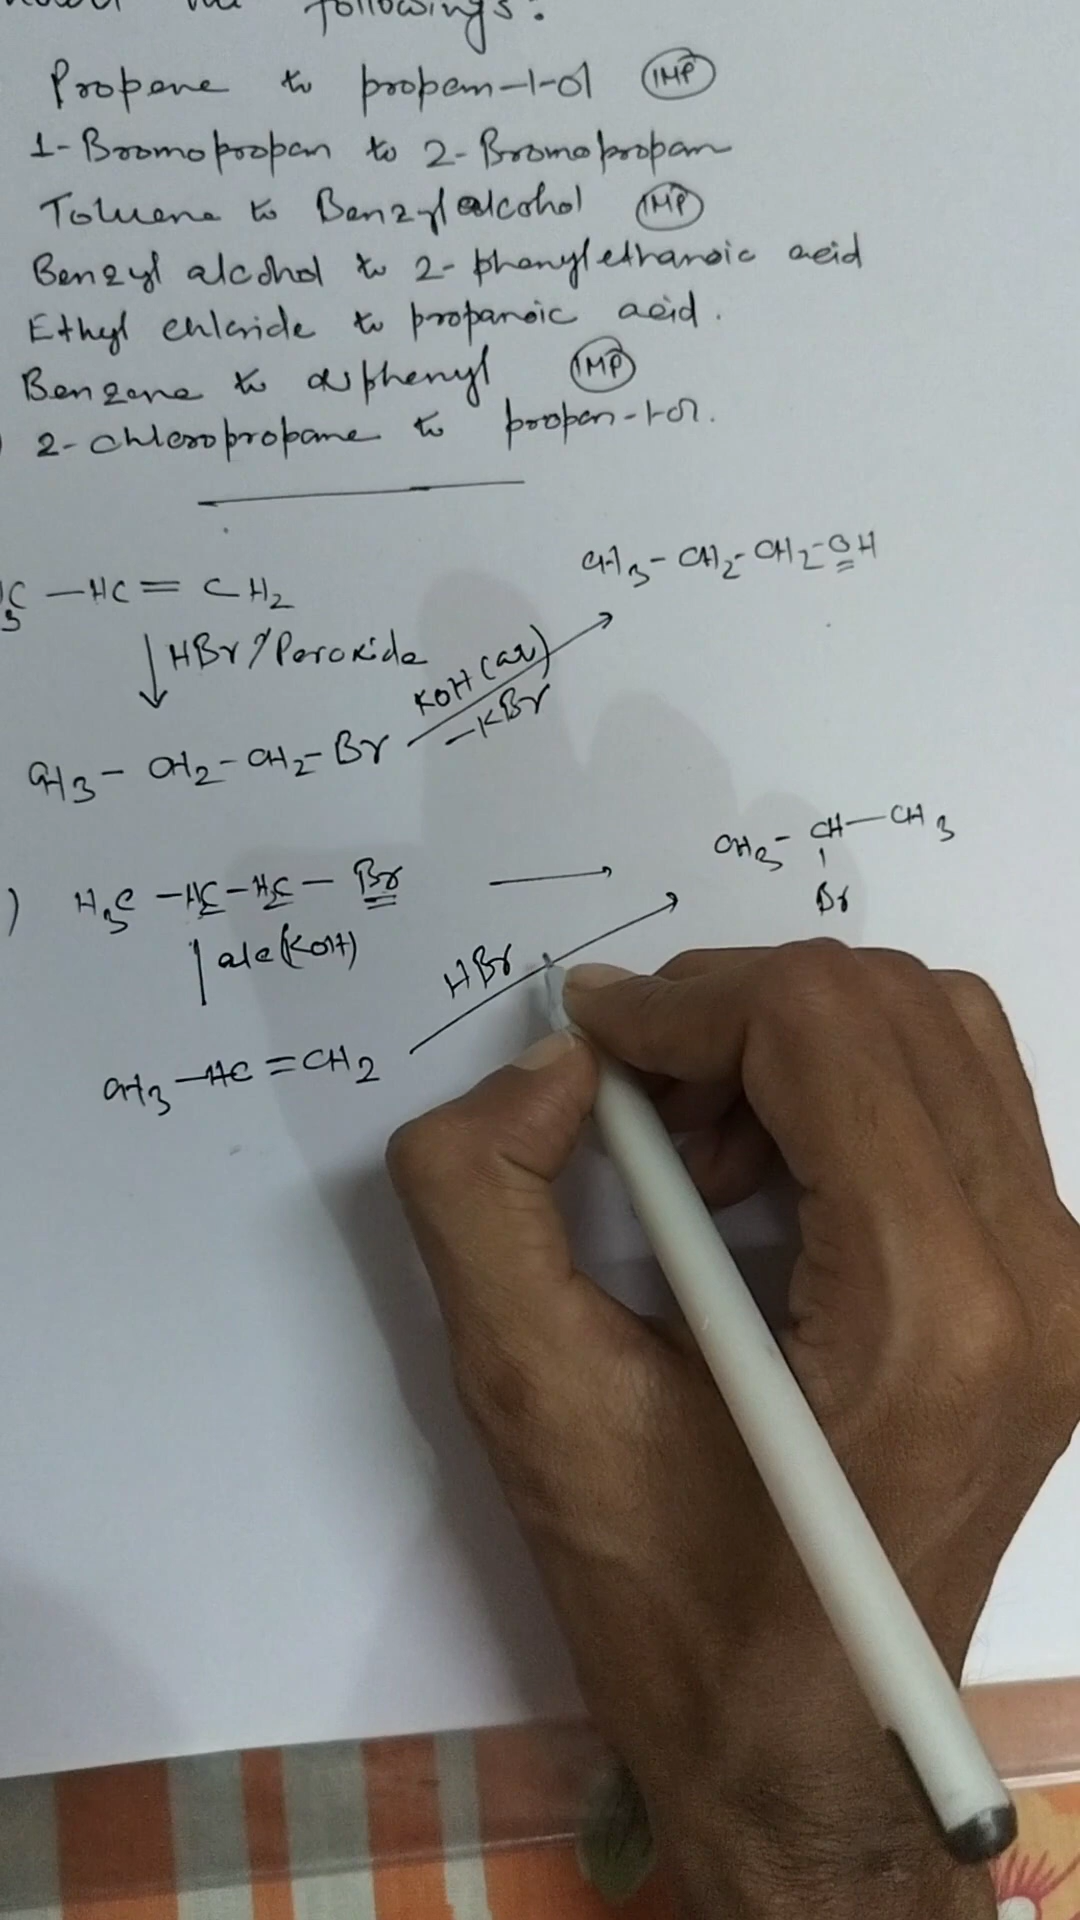 followings:
Propene to propan-1-ol IMP
1-Bromopropan to 2-Bromopropan
Toluene to Benzyl alcohol IMP
Benzyl alcohol to 2-phenylethanoic acid
Ethyl chloride to propanoic acid.
Benzene to diphenyl IMP
2-chloropropane to propan-1-ol.
CH3-CH2-CH2-OH
3C-HC=CH2
HBr/Peroxide
KOH(aq)
-KBr
CH3-CH2-CH2-Br
CH3-CH-CH3
Br
) H3C-HC-HC-Br
alc(KOH)
HBr
CH3-HC=CH2